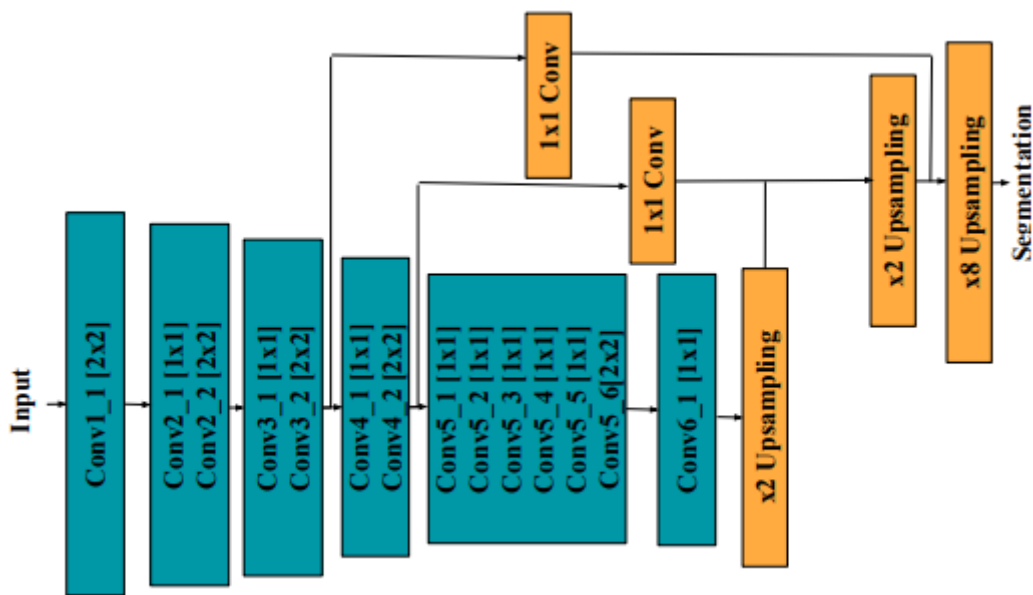 Input
Conv1_1 [2x2]
Conv2_1 [1x1]
Conv2_2 [2x2]
Conv3_1 [1x1]
Conv3_2 [2x2]
Conv4_1 [1x1]
Conv4_2 [2x2]
Conv5_1 [1x1]
Conv5_2 [1x1]
Conv5_3 [1x1]
Conv5_4 [1x1]
Conv5_5 [1x1]
Conv5_6[2x2]
Conv6_1 [1x1]
x2 Upsampling
1x1 Conv
1x1 Conv
x2 Upsampling
x8 Upsampling
Segmentation